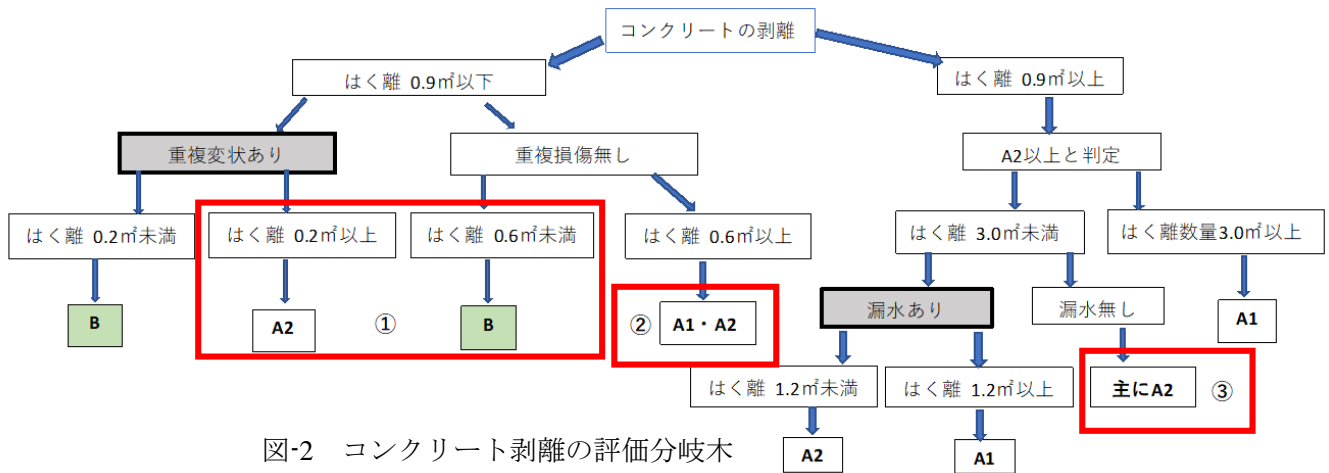 コンクリートの剥離
はく離 0.9㎡以下
はく離 0.9㎡以上
重複変状あり
重複損傷無し
A2以上と判定
はく離 0.2㎡未満
はく離 0.2㎡以上
はく離 0.6㎡未満
はく離 0.6㎡以上
はく離 3.0㎡未満
はく離数量3.0㎡以上
B
A2
①
B
②
A1・A2
漏水あり
漏水無し
A1
はく離 1.2㎡未満
はく離 1.2㎡以上
主にA2
③
A2
A1
図-2 コンクリート剥離の評価分岐木